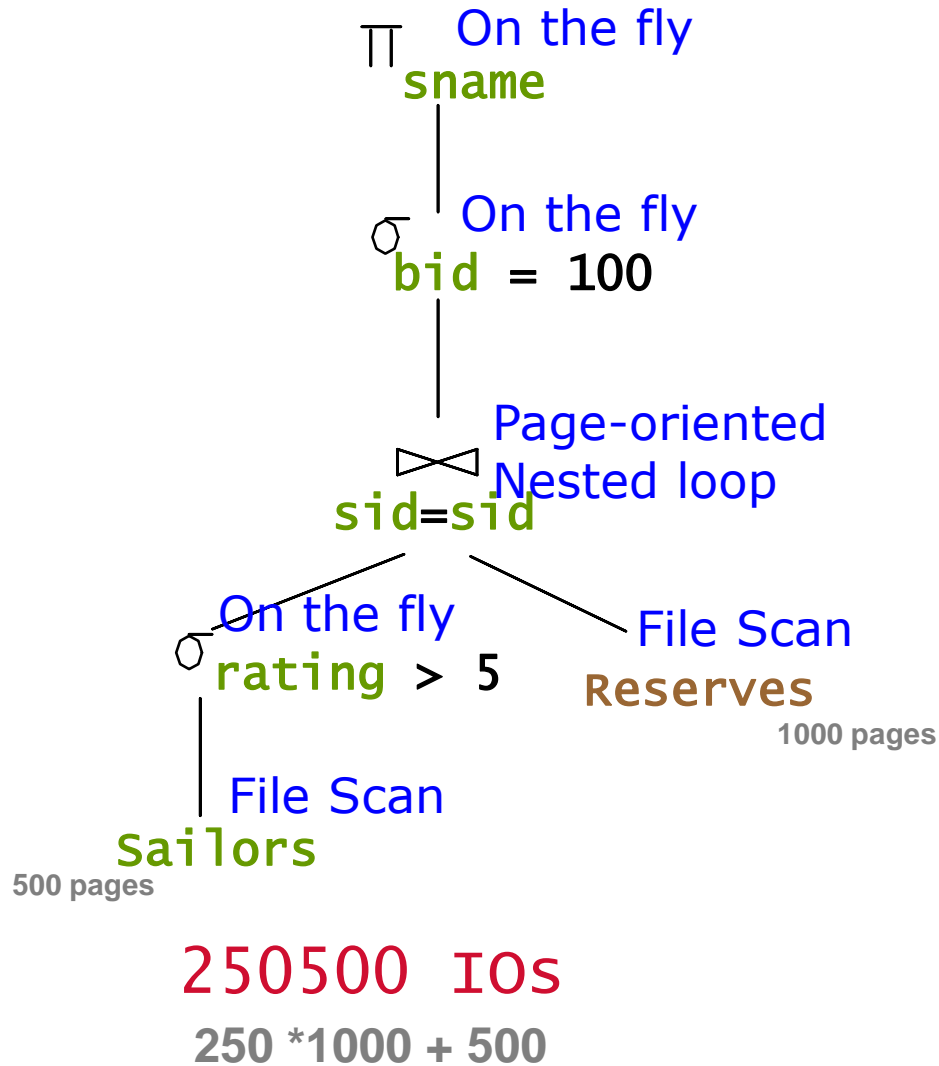 ∏ On the fly
sname
σ On the fly
bid = 100
Page-oriented
⋈ Nested loop
sid=sid
σ On the fly
rating > 5
File Scan
Reserves
1000 pages
File Scan
Sailors
500 pages
250500 IOs
250 *1000 + 500